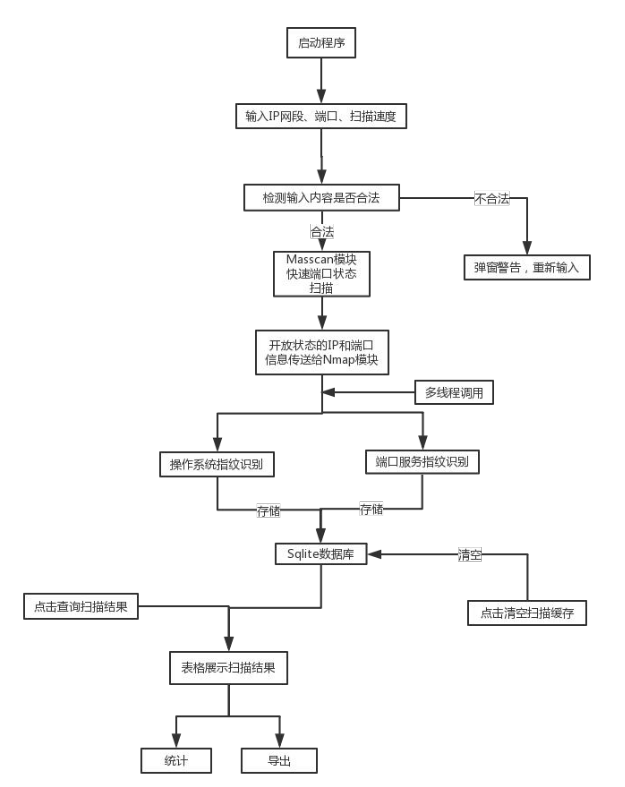 启动程序
输入IP网段、端口、扫描速度
检测输入内容是否合法
不合法
合法
弹窗警告，重新输入
Masscan模块
快速端口状态
扫描
开放状态的IP和端口
信息传送给Nmap模块
多线程调用
操作系统指纹识别
端口服务指纹识别
存储
存储
Sqlite数据库
清空
点击查询扫描结果
点击清空扫描缓存
表格展示扫描结果
统计
导出